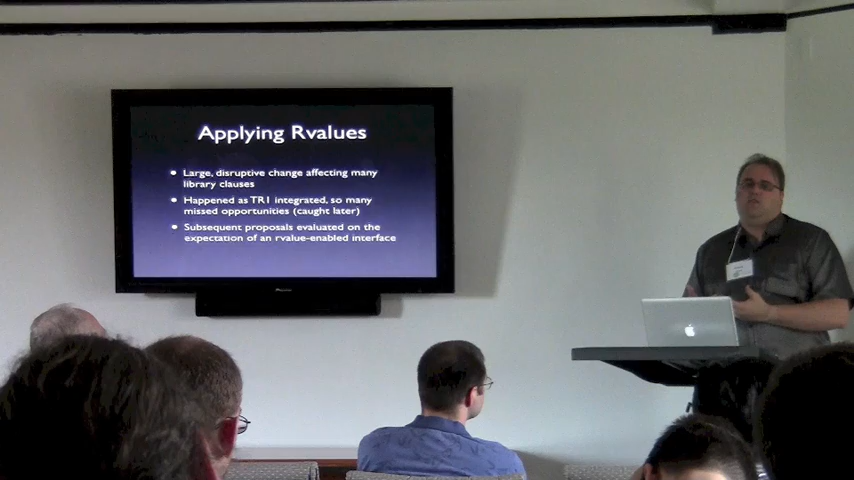 Applying Rvalues
• Large, disruptive change affecting many
library clauses
• Happened as TR1 integrated, so many
missed opportunities (caught later)
• Subsequent proposals evaluated on the
expectation of an rvalue-enabled interface